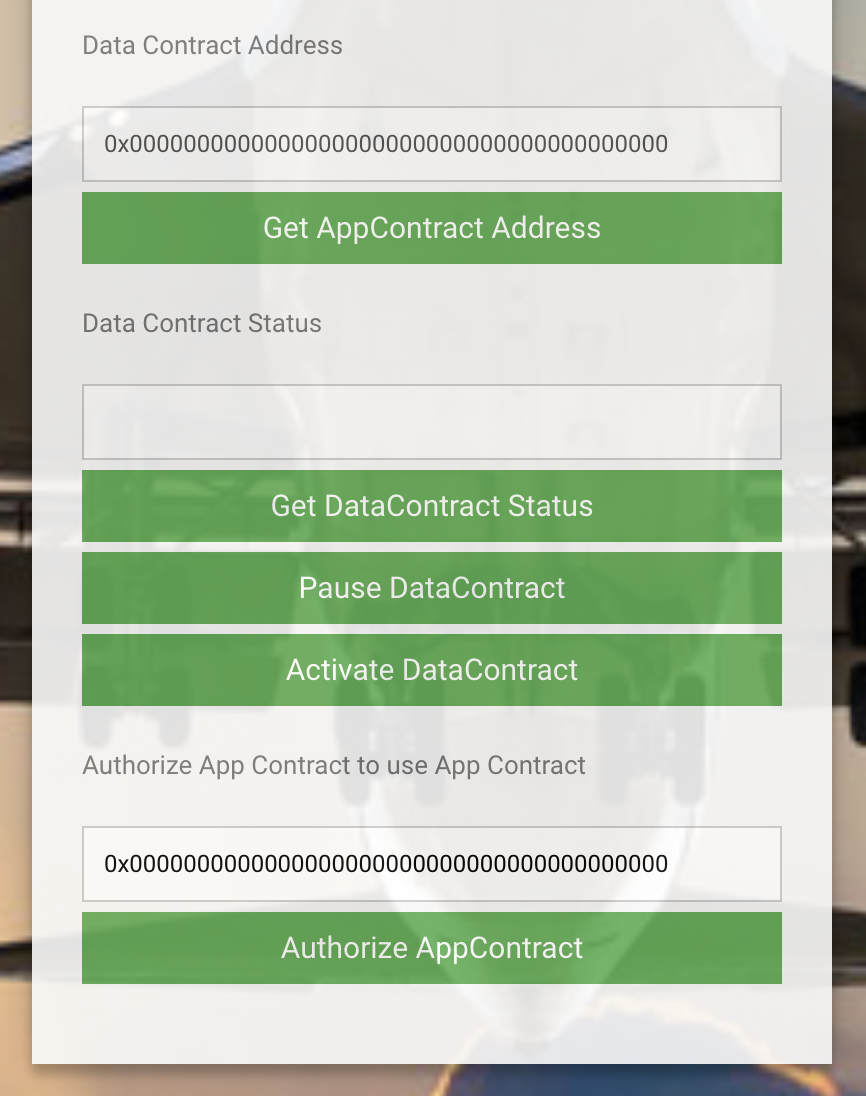 Data Contract Address
0x0000000000000000000000000000000000000000
Get AppContract Address
Data Contract Status
Get DataContract Status
Pause DataContract
Activate DataContract
Authorize App Contract to use App Contract
0x0000000000000000000000000000000000000000
Authorize AppContract